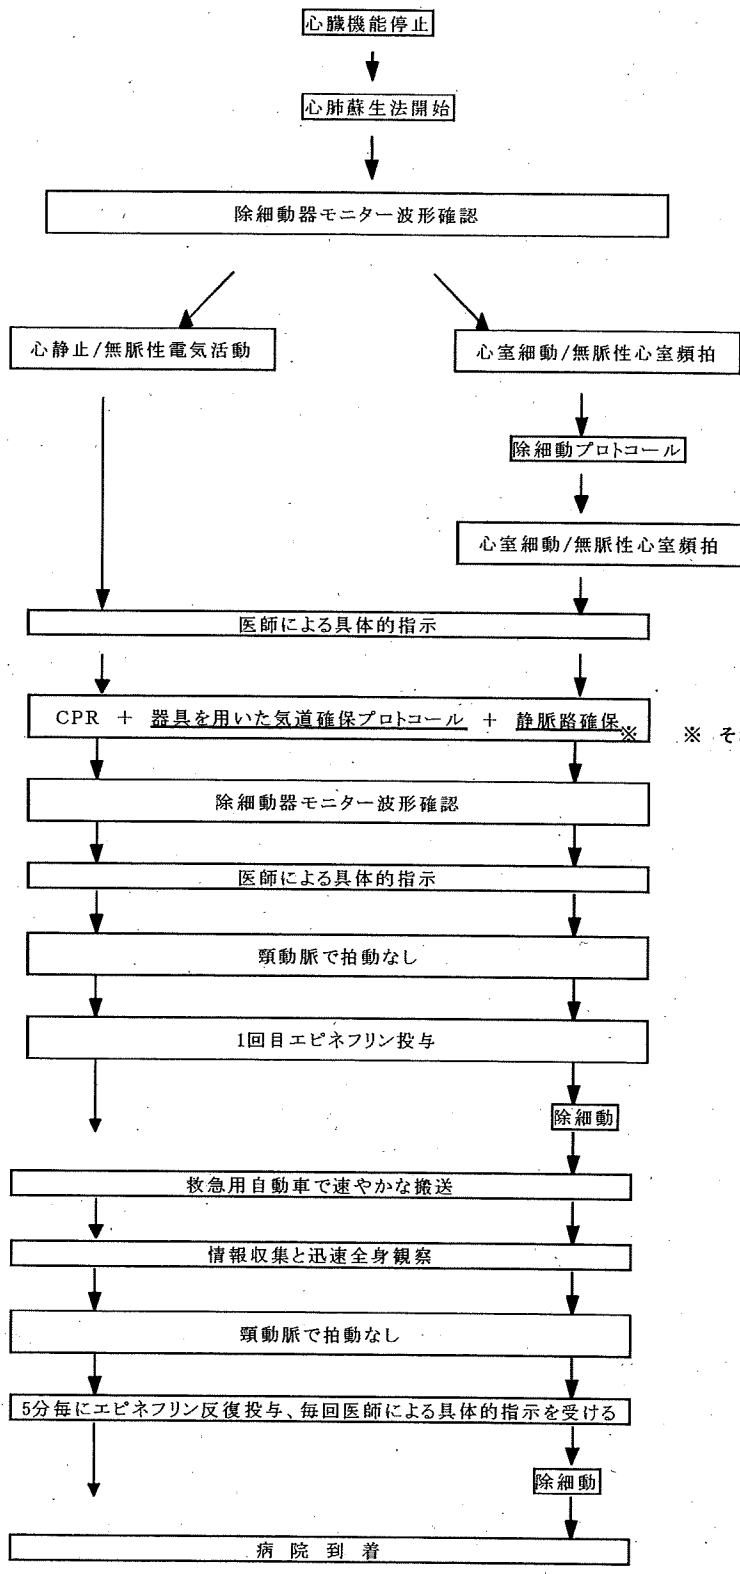 心臓機能停止
心肺蘇生法開始
除細動器モニター波形確認
心静止/無脈性電気活動
心室細動/無脈性心室頻拍
除細動プロトコール
心室細動/無脈性心室頻拍
医師による具体的指示
CPR + 器具を用いた気道確保プロトコール + 静脈路確保※ ※ そ
除細動器モニター波形確認
医師による具体的指示
頸動脈で拍動なし
1回目エピネフリン投与
除細動
救急用自動車で速やかな搬送
情報収集と迅速全身観察
頸動脈で拍動なし
5分毎にエピネフリン反復投与、毎回医師による具体的指示を受ける
除細動
病院到着